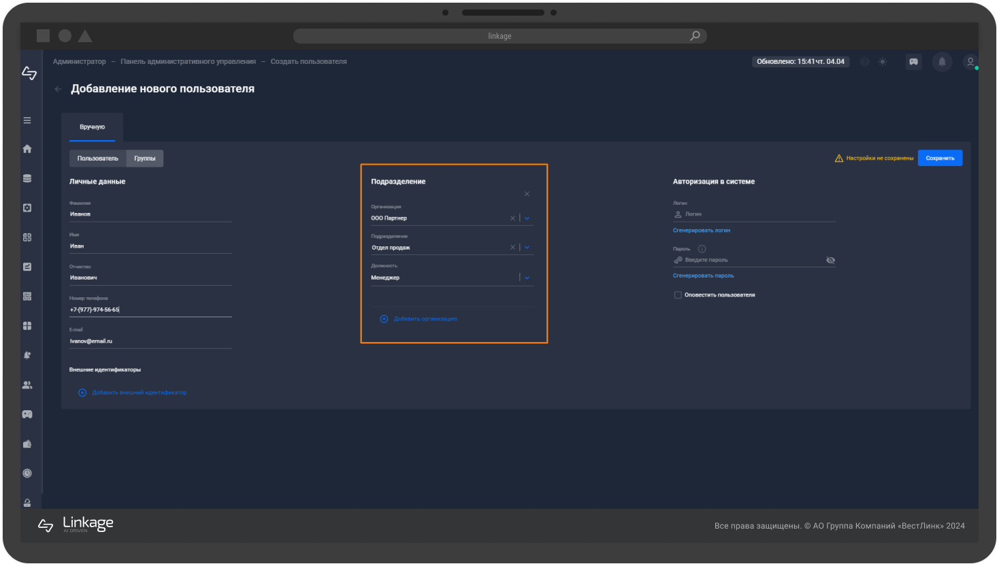 linkage
Администратор – Панель административного управления – Создать пользователя
Обновлено: 15:41чт. 04.04
Добавление нового пользователя
Вручную
Пользователь Группы
Настройки не сохранены Сохранить
Личные данные
Фамилия
Иванов
Имя
Иван
Отчество
Иванович
Номер телефона
+7-(977)-974-56-65
E-mail
Ivanov@email.ru
Внешние идентификаторы
Добавить внешний идентификатор
Подразделение
Организация
ООО Партнер
Подразделение
Отдел продаж
Должность
Менеджер
Добавить организацию
Авторизация в системе
Логин
Логин
Сгенерировать логин
Пароль
Введите пароль
Сгенерировать пароль
Оповестить пользователя
Linkage
AI DRIVEN
Все права защищены. © АО Группа Компаний «ВестЛинк» 2024